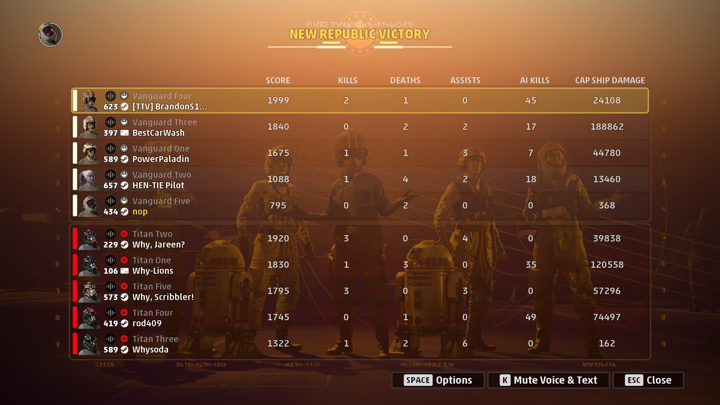 NEW REPUBLIC VICTORY
SCORE KILLS DEATHS ASSISTS AI KILLS CAP SHIP DAMAGE
Vanguard Four
623 [TTV] BrandonS1... 1999 2 1 0 45 24108
Vanguard Three
397 BestCarWash 1840 0 2 2 17 188862
Vanguard One
589 PowerPaladin 1675 1 1 3 7 44780
Vanguard Two
657 HEN-TIE Pilot 1088 1 4 2 18 13460
Vanguard Five
434 nop 795 0 2 0 0 368
Titan Two
229 Why, Jareen? 1920 3 0 4 0 39838
Titan One
106 Why-Lions 1830 1 3 0 35 120558
Titan Five
573 Why, Scribbler! 1795 3 0 3 0 57296
Titan Four
419 rod409 1745 0 1 0 49 74497
Titan Three
589 Whysoda 1322 1 2 6 0 162
SPACE Options K Mute Voice & Text ESC Close